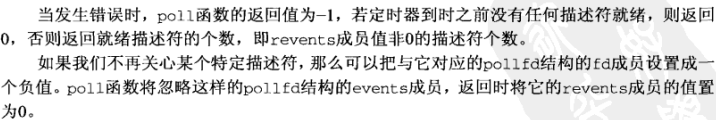 当发生错误时，poll函数的返回值为-1，若定时器到时之前没有任何描述符就绪，则返回
0，否则返回就绪描述符的个数，即revents成员值非0的描述符个数。
如果我们不再关心某个特定描述符，那么可以把与它对应的pollfd结构的fd成员设置成一
个负值。poll函数将忽略这样的pollfd结构的events成员，返回时将它的revents成员的值置
为0。